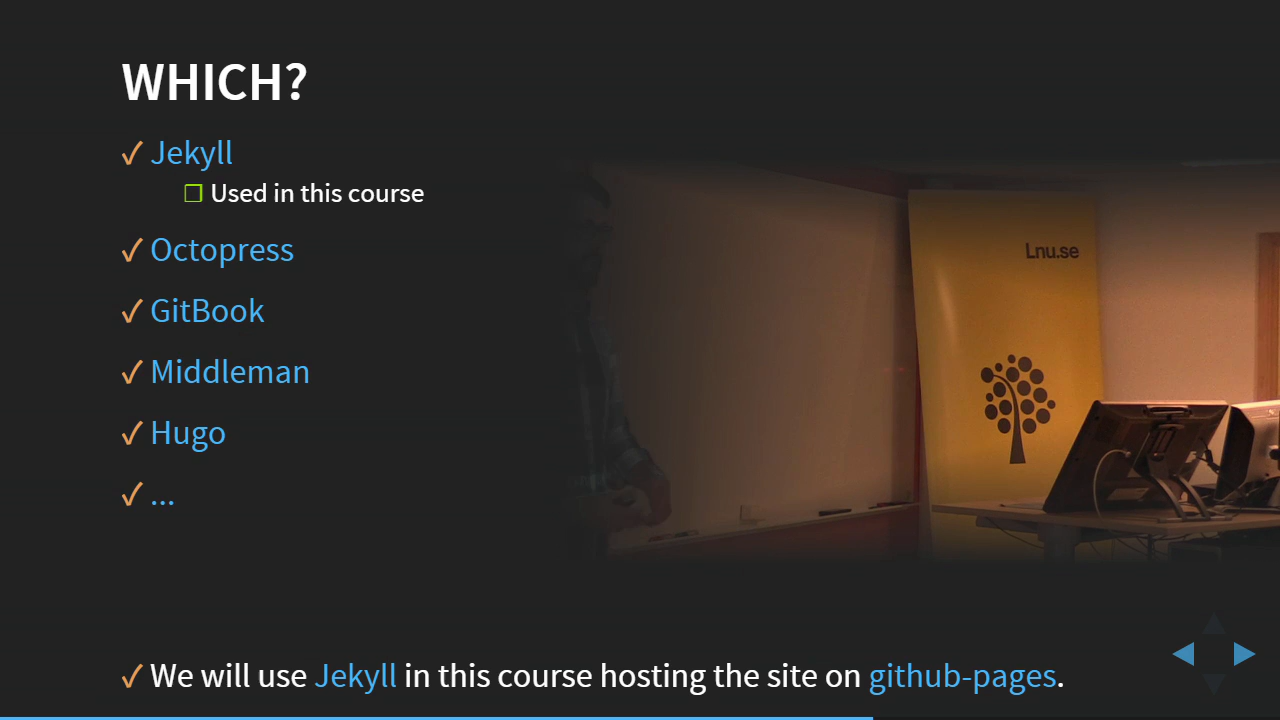 WHICH?
✓ Jekyll
❐ Used in this course
✓ Octopress
✓ GitBook
✓ Middleman
✓ Hugo
✓ ...
Lnu.se
✓ We will use Jekyll in this course hosting the site on github-pages.